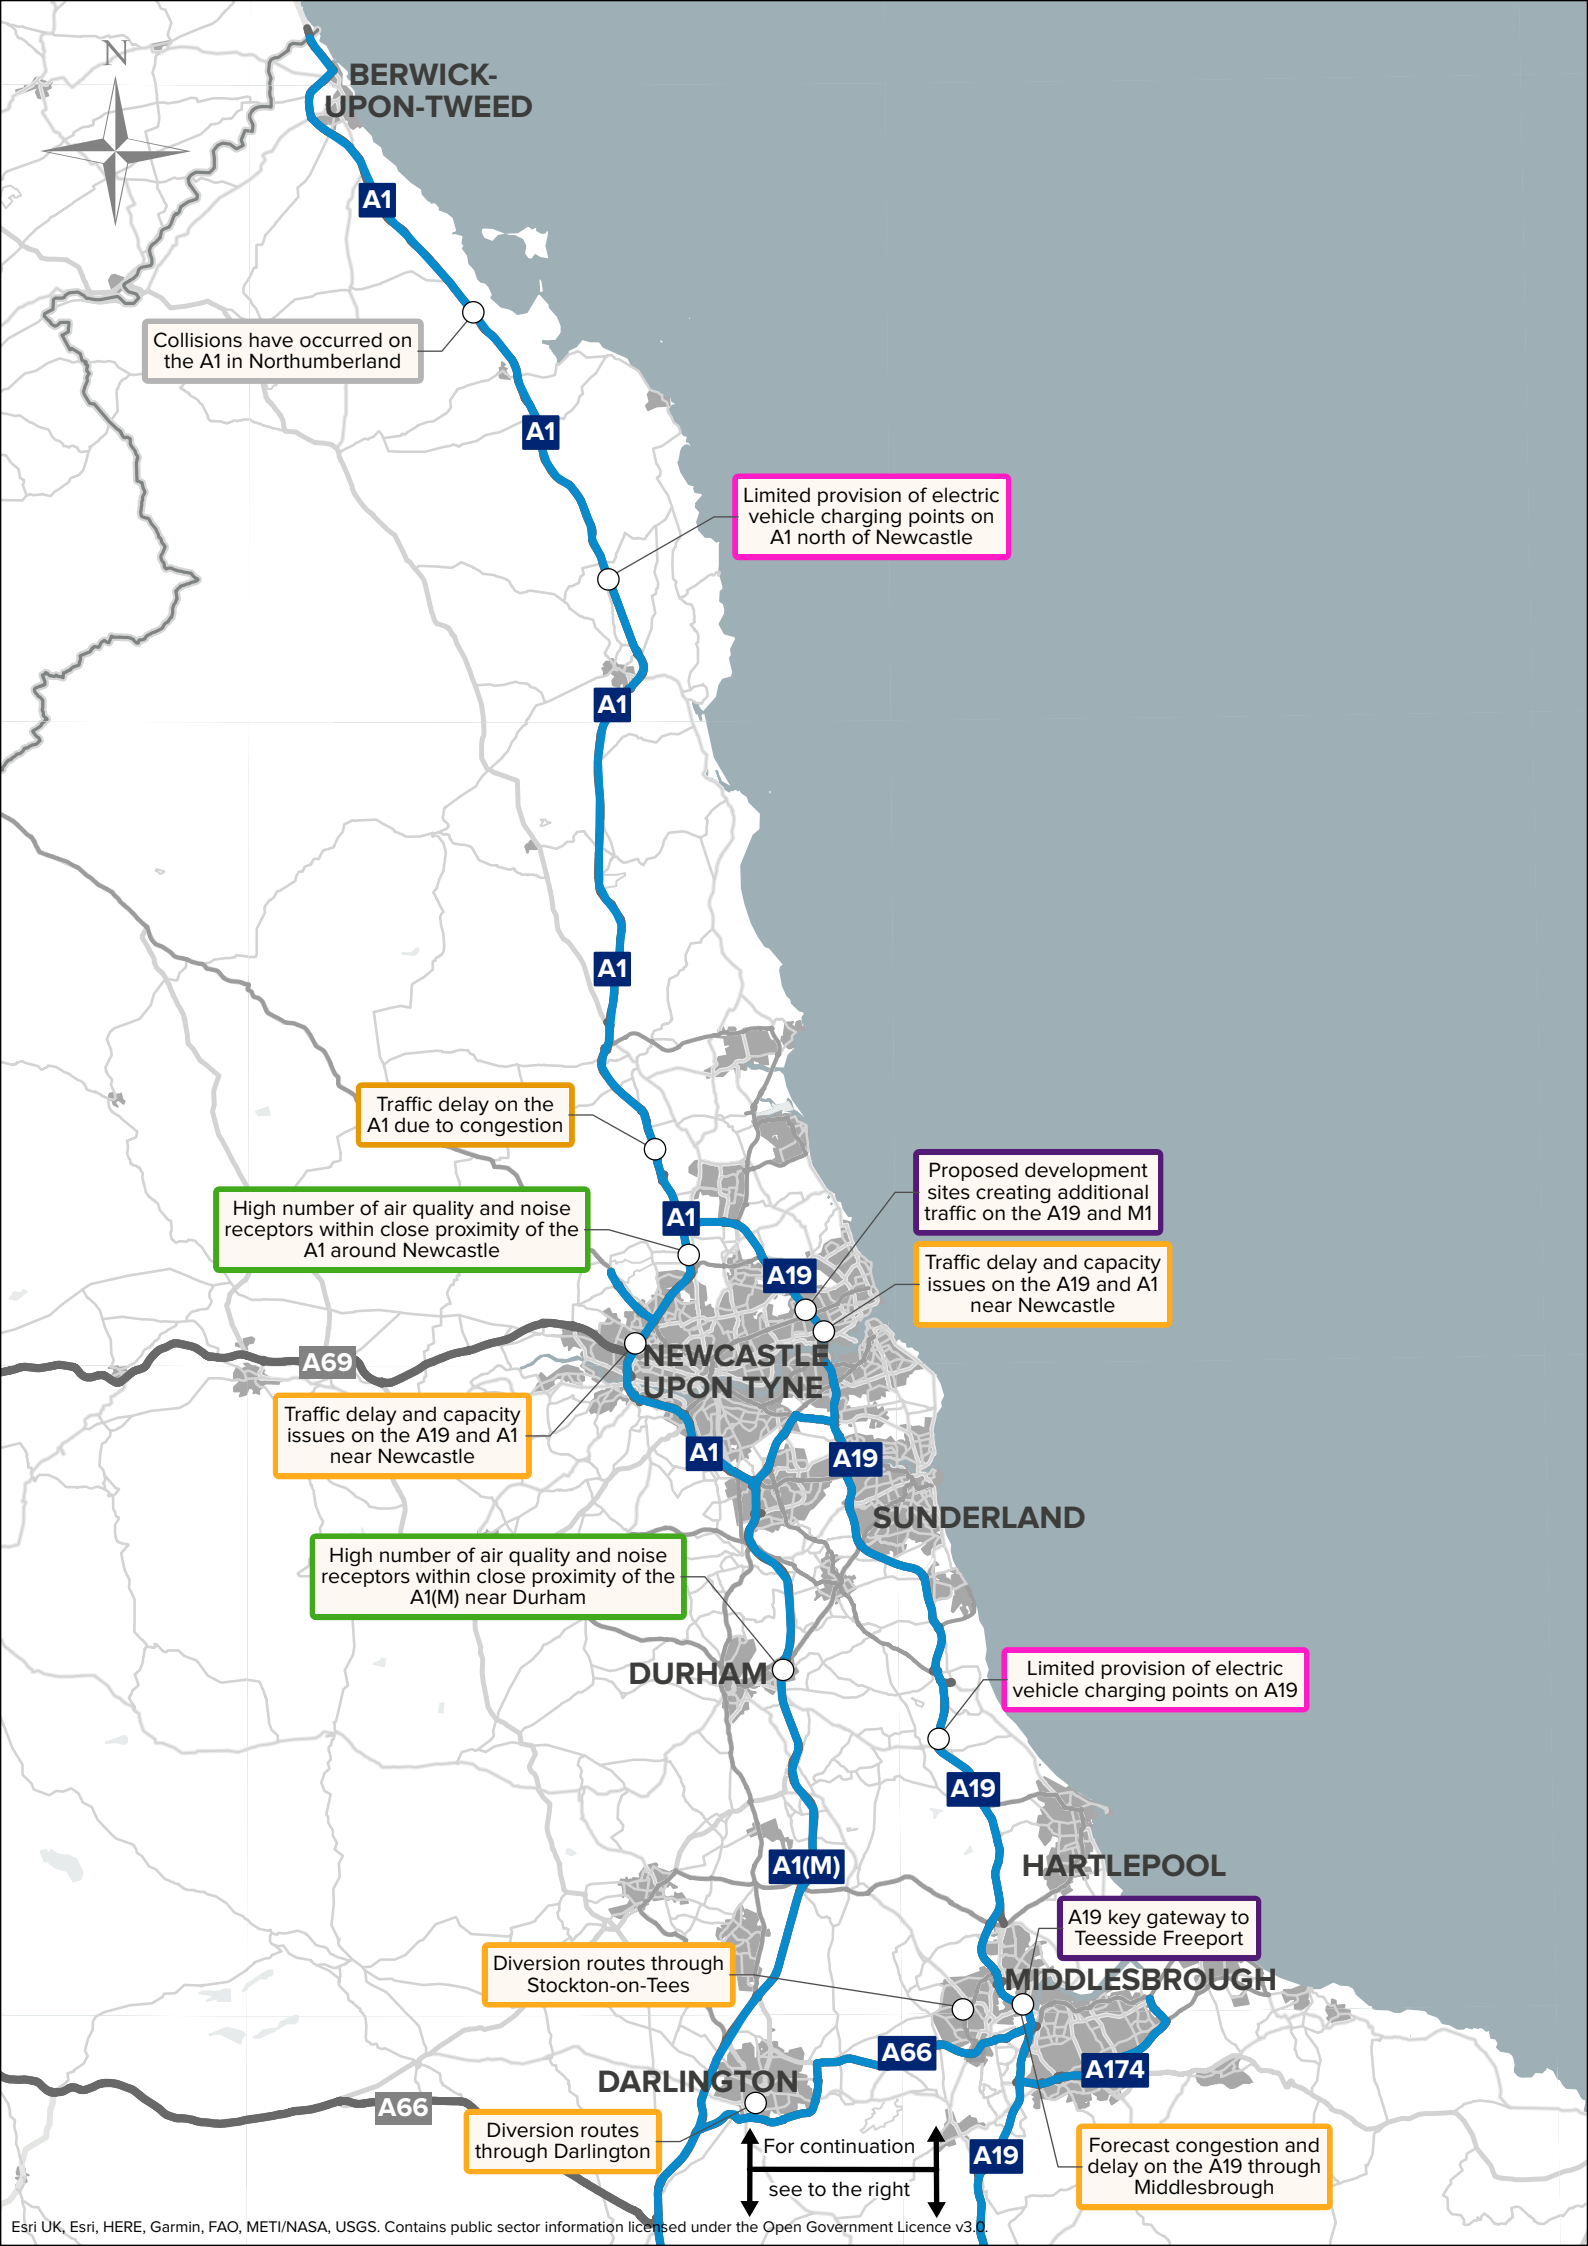 N
BERWICK-
UPON-TWEED
A1
Collisions have occurred on
the A1 in Northumberland
A1
Limited provision of electric
vehicle charging points on
A1 north of Newcastle
A1
A1
Traffic delay on the
A1 due to congestion
Proposed development
sites creating additional
traffic on the A19 and M1
High number of air quality and noise
receptors within close proximity of the
A1 around Newcastle
A1
Traffic delay and capacity
issues on the A19 and A1
near Newcastle
A19
A69
NEWCASTLE
UPON TYNE
Traffic delay and capacity
issues on the A19 and A1
near Newcastle
A1
A19
SUNDERLAND
High number of air quality and noise
receptors within close proximity of the
A1(M) near Durham
DURHAM
Limited provision of electric
vehicle charging points on A19
A19
A1(M)
HARTLEPOOL
A19 key gateway to
Teesside Freeport
Diversion routes through
Stockton-on-Tees
MIDDLESBROUGH
A66
A174
DARLINGTON
A66
Diversion routes
through Darlington
For continuation
see to the right
A19
Forecast congestion and
delay on the A19 through
Middlesbrough
Esri UK, Esri, HERE, Garmin, FAO, METI/NASA, USGS. Contains public sector information licensed under the Open Government Licence v3.0.